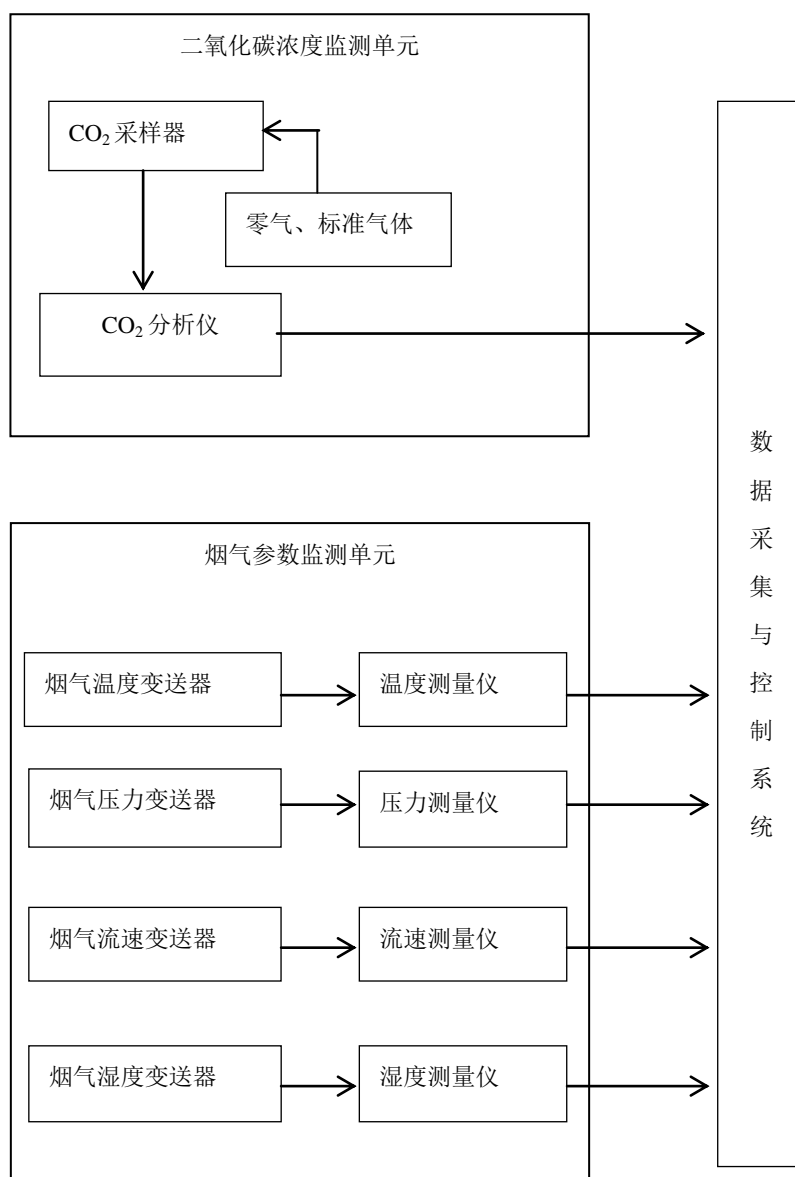 二氧化碳浓度监测单元
CO₂采样器
零气、标准气体
CO₂分析仪
烟气参数监测单元
烟气温度变送器
温度测量仪
烟气压力变送器
压力测量仪
烟气流速变送器
流速测量仪
烟气湿度变送器
湿度测量仪
数
据
采
集
与
控
制
系
统